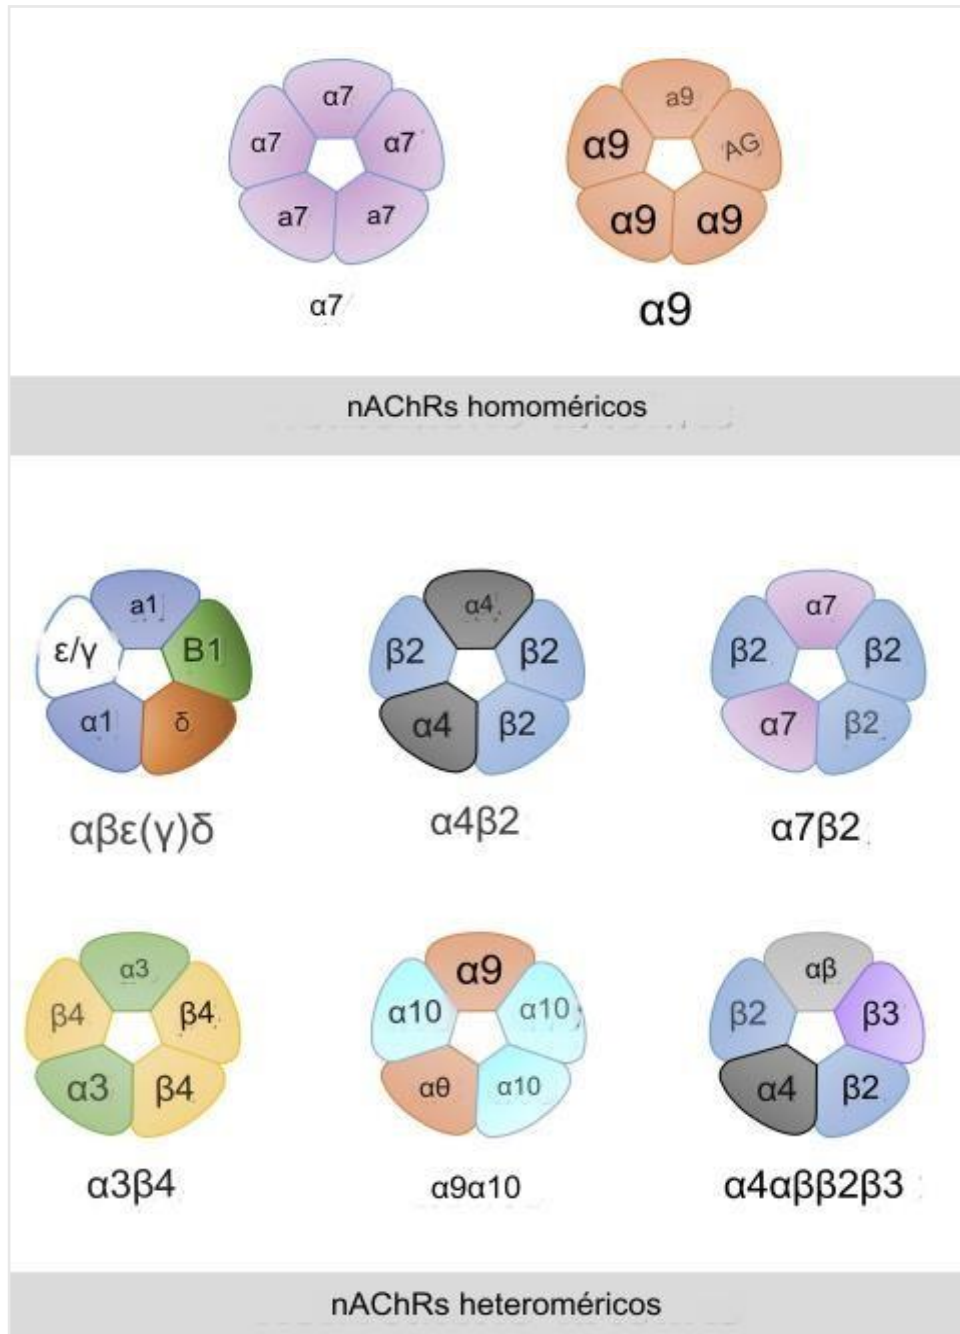 α7
α7 α7
a7 a7
α7
a9
α9 AG
α9 α9
α9
nAChRs homoméricos
a1
ε/γ B1
α1 δ
αβε(γ)δ
α4
β2 β2
α4 β2
α4β2
α7
β2 β2
α7 β2
α7β2
α3
β4 β4
α3 β4
α3β4
α9
α10 α10
αθ α10
α9α10
αβ
β2 β3
α4 β2
α4αββ2β3
nAChRs heteroméricos